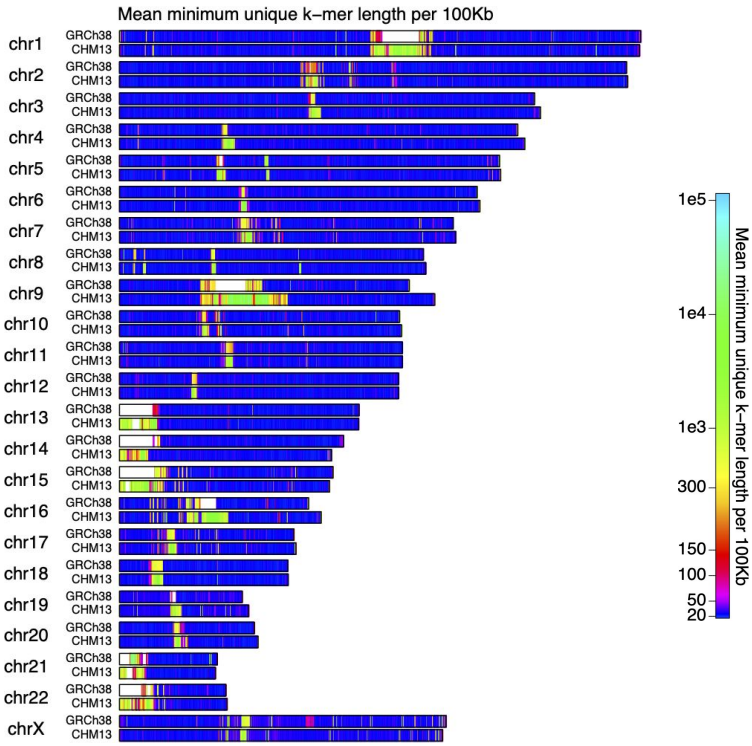 Mean minimum unique k−mer length per 100Kb
chr1
GRCh38
CHM13
chr2
GRCh38
CHM13
chr3
GRCh38
CHM13
chr4
GRCh38
CHM13
chr5
GRCh38
CHM13
chr6
GRCh38
CHM13
chr7
GRCh38
CHM13
chr8
GRCh38
CHM13
chr9
GRCh38
CHM13
chr10
GRCh38
CHM13
chr11
GRCh38
CHM13
chr12
GRCh38
CHM13
chr13
GRCh38
CHM13
chr14
GRCh38
CHM13
chr15
GRCh38
CHM13
chr16
GRCh38
CHM13
chr17
GRCh38
CHM13
chr18
GRCh38
CHM13
chr19
GRCh38
CHM13
chr20
GRCh38
CHM13
chr21
GRCh38
CHM13
chr22
GRCh38
CHM13
chrX
GRCh38
CHM13
1e5
1e4
1e3
300
150
100
50
20
Mean minimum unique k−mer length per 100Kb